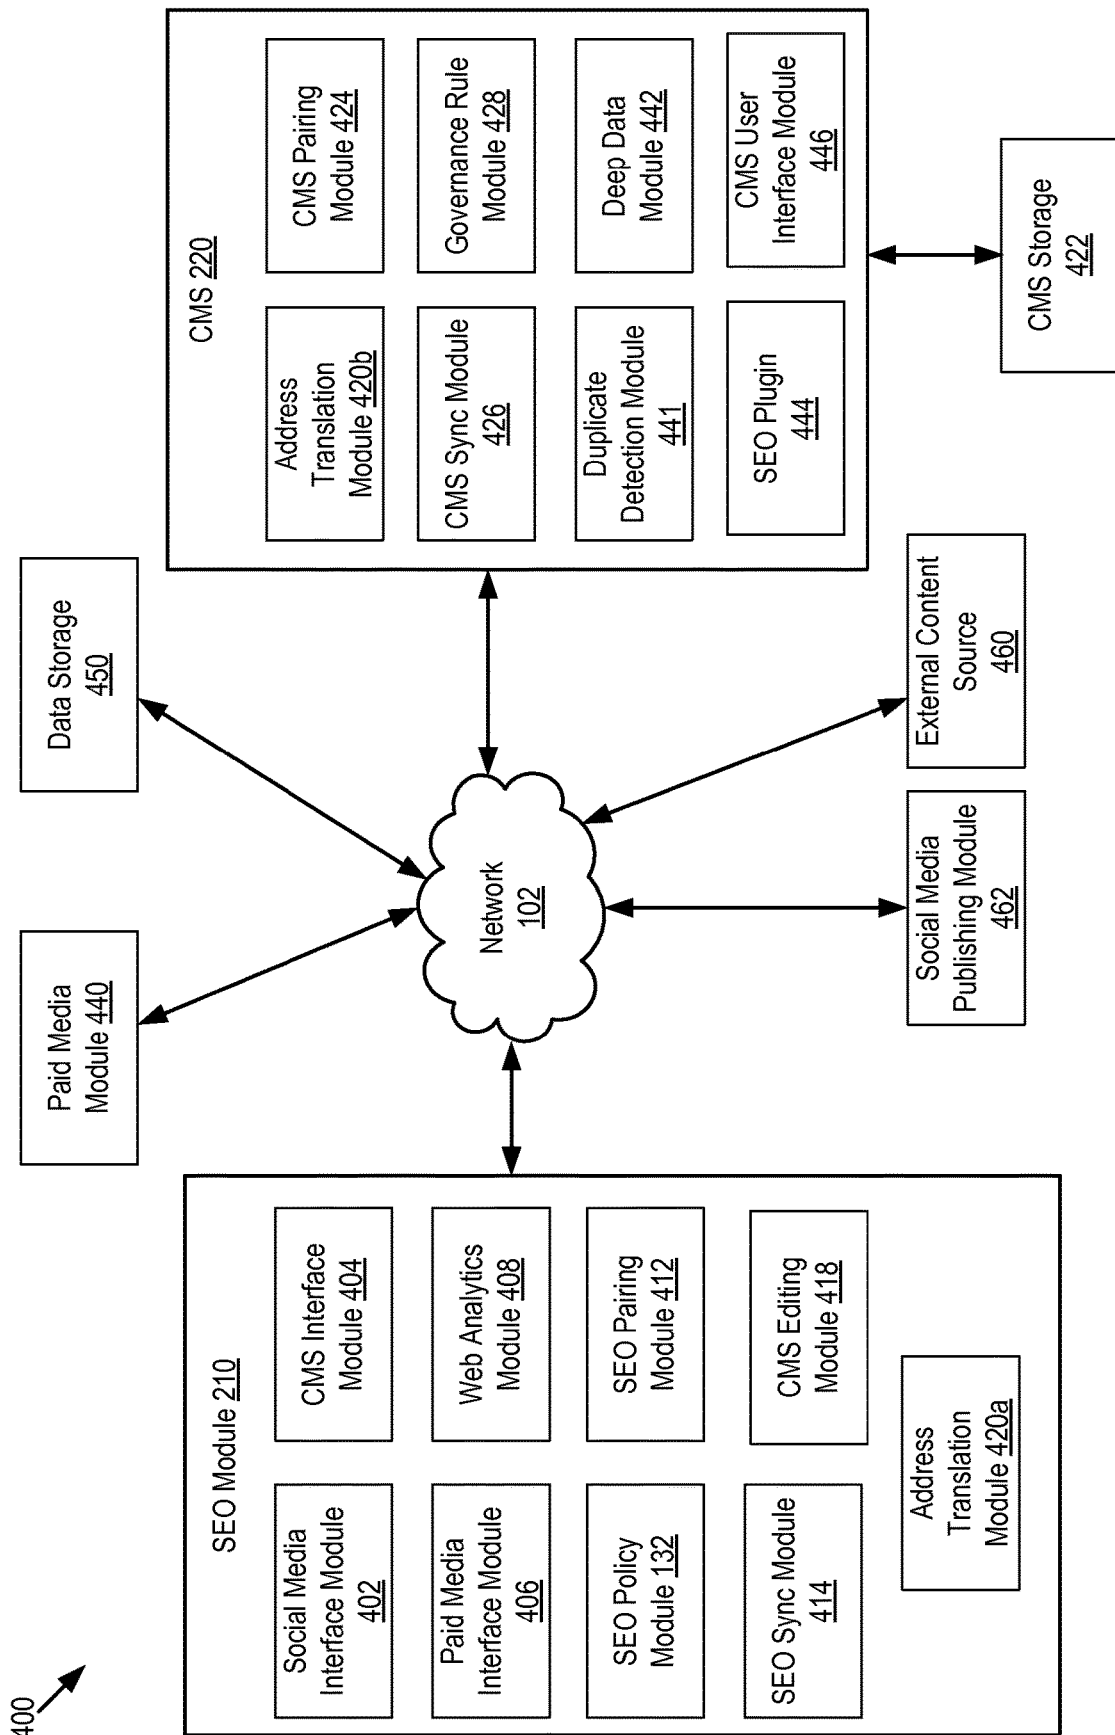 400
SEO Module 210
Social Media
Interface Module
402
CMS Interface
Module 404
Paid Media
Interface Module
406
Web Analytics
Module 408
SEO Policy
Module 132
SEO Pairing
Module 412
SEO Sync Module
414
CMS Editing
Module 418
Address
Translation
Module 420a
Paid Media
Module 440
Data Storage
450
Network
102
Social Media
Publishing Module
462
External Content
Source
460
CMS 220
Address
Translation
Module 420b
CMS Pairing
Module 424
CMS Sync Module
426
Governance Rule
Module 428
Duplicate
Detection Module
441
Deep Data
Module 442
SEO Plugin
444
CMS User
Interface Module
446
CMS Storage
422